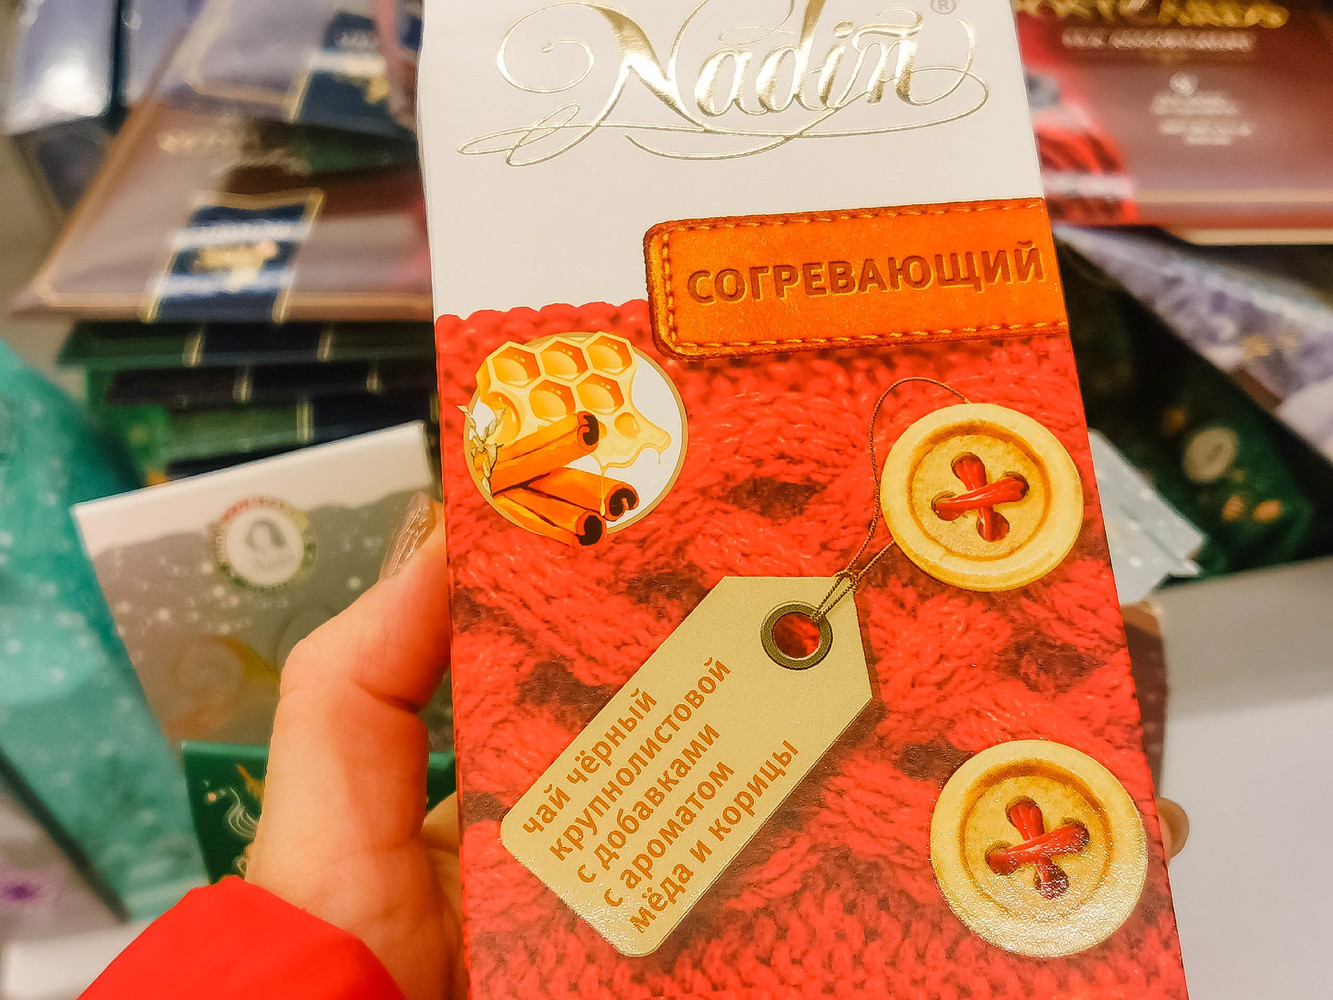 Nadin®
СОГРЕВАЮЩИЙ
чай чёрный
крупнолистовой
с добавками
с ароматом
мёда и корицы